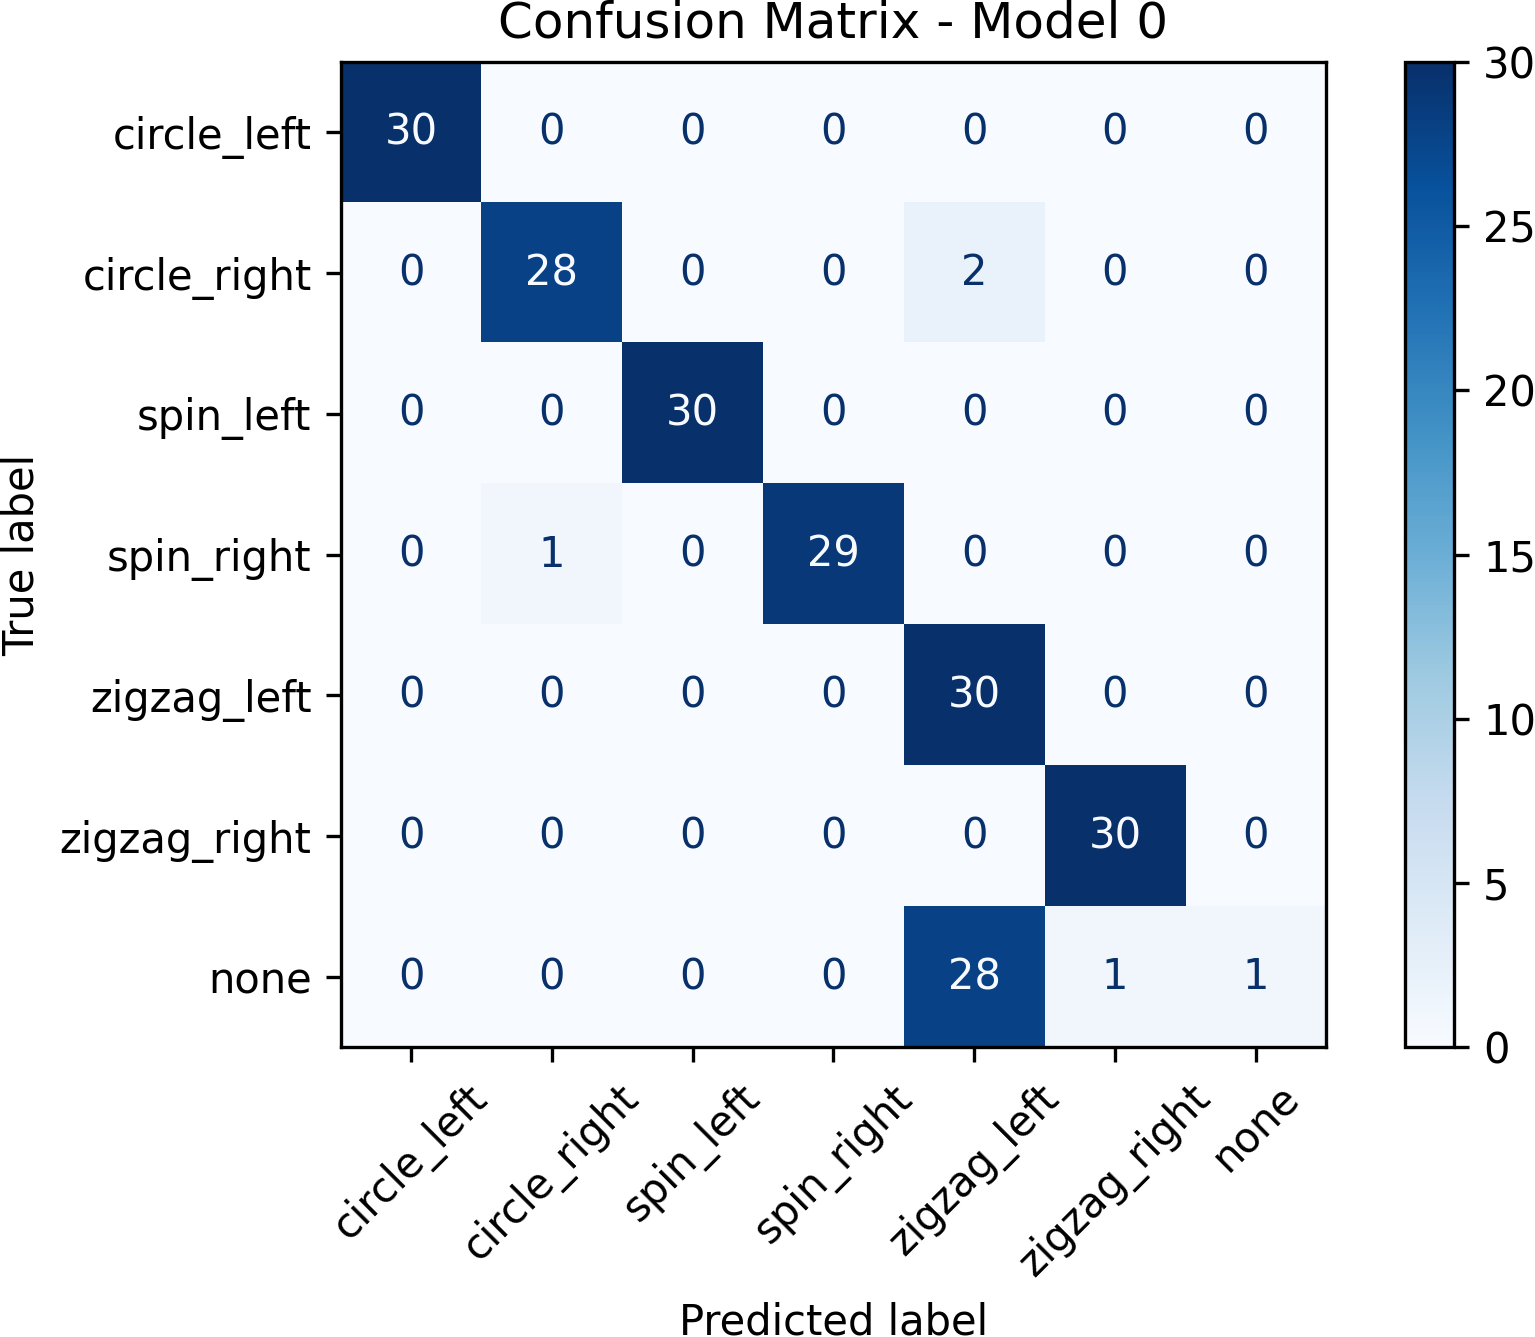 Confusion Matrix - Model 0
circle_left 30 0 0 0 0 0 0
circle_right 0 28 0 0 2 0 0
spin_left 0 0 30 0 0 0 0
spin_right 0 1 0 29 0 0 0
zigzag_left 0 0 0 0 30 0 0
zigzag_right 0 0 0 0 0 30 0
none 0 0 0 0 28 1 1
True label
circle_left circle_right spin_left spin_right zigzag_left zigzag_right none
Predicted label
30
25
20
15
10
5
0